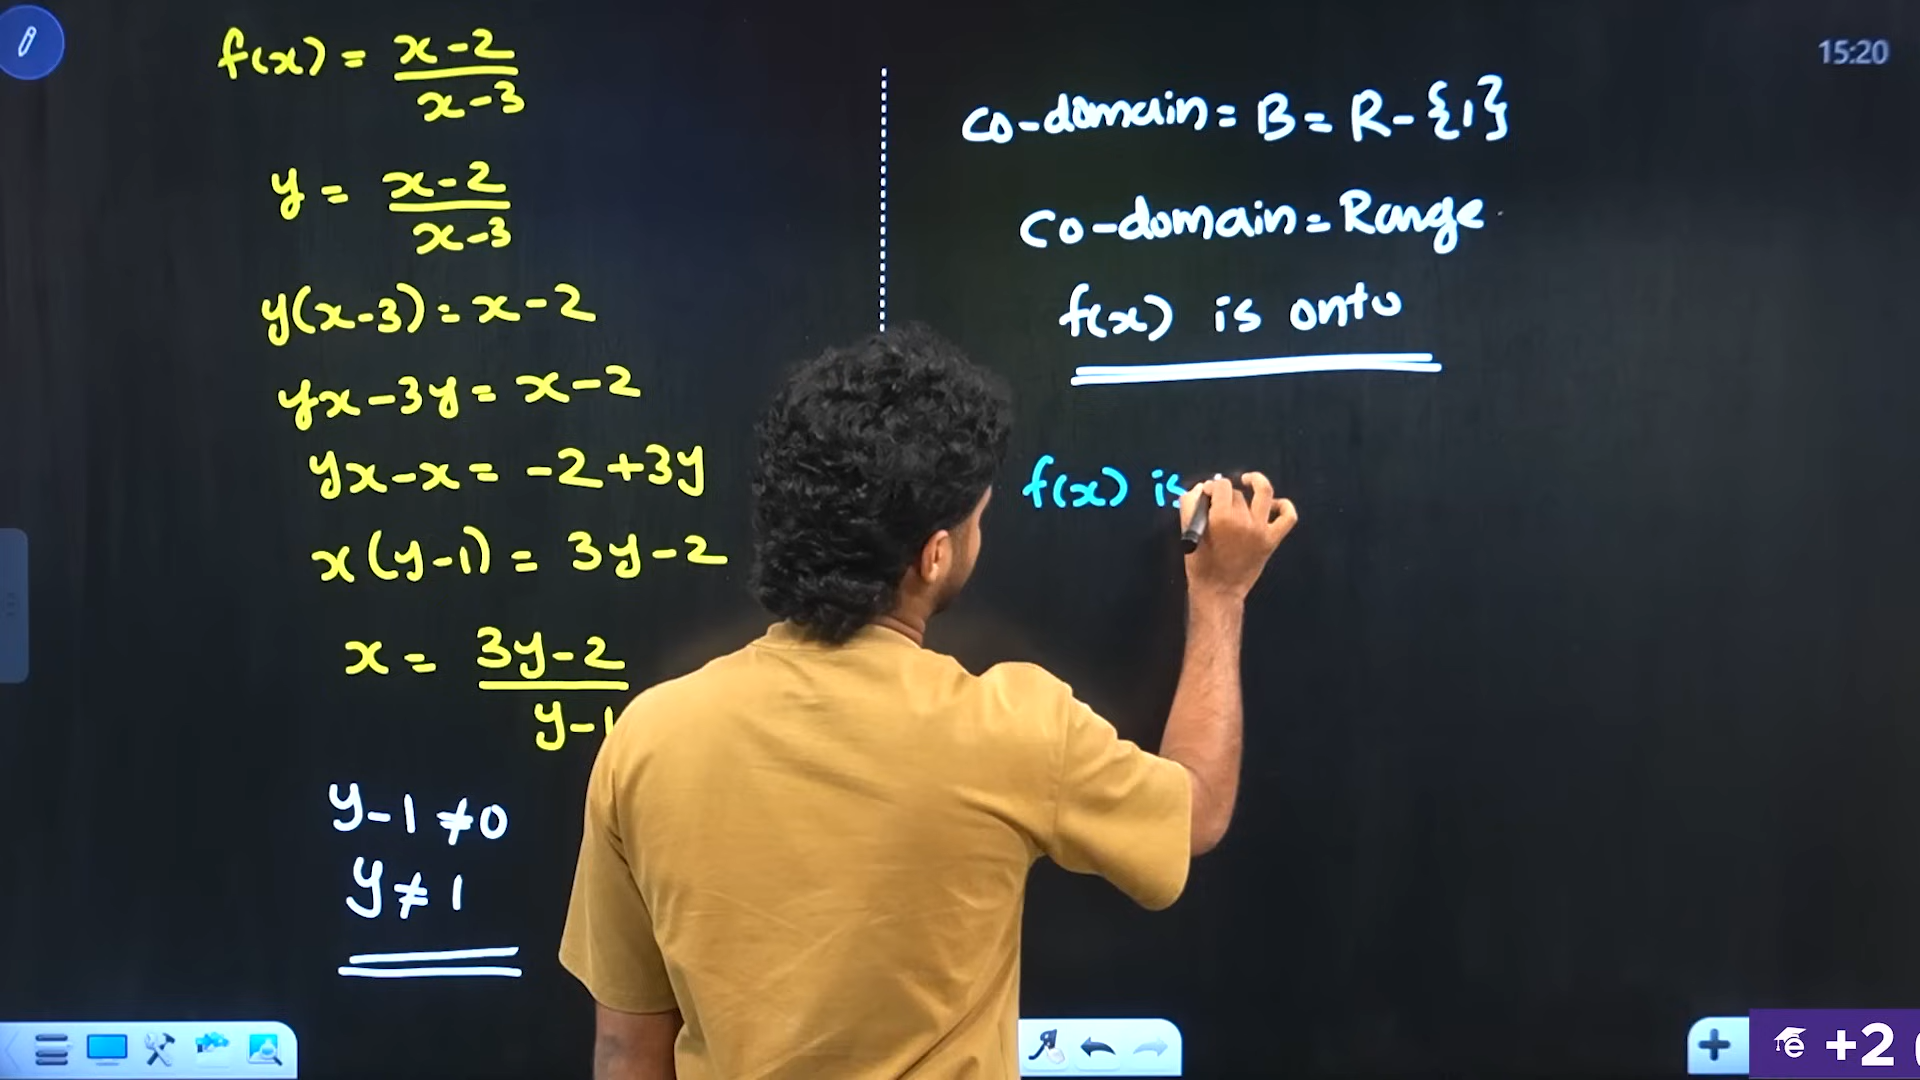 f(x) = x-2 / x-3
y = x-2 / x-3
y(x-3) = x-2
yx-3y = x-2
yx-x = -2+3y
x(y-1) = 3y-2
x = 3y-2 / y-1
y-1 ≠ 0
y ≠ 1
15:20
co-domain = B = R-{1}
co-domain = Range
f(x) is onto
f(x) is
+2